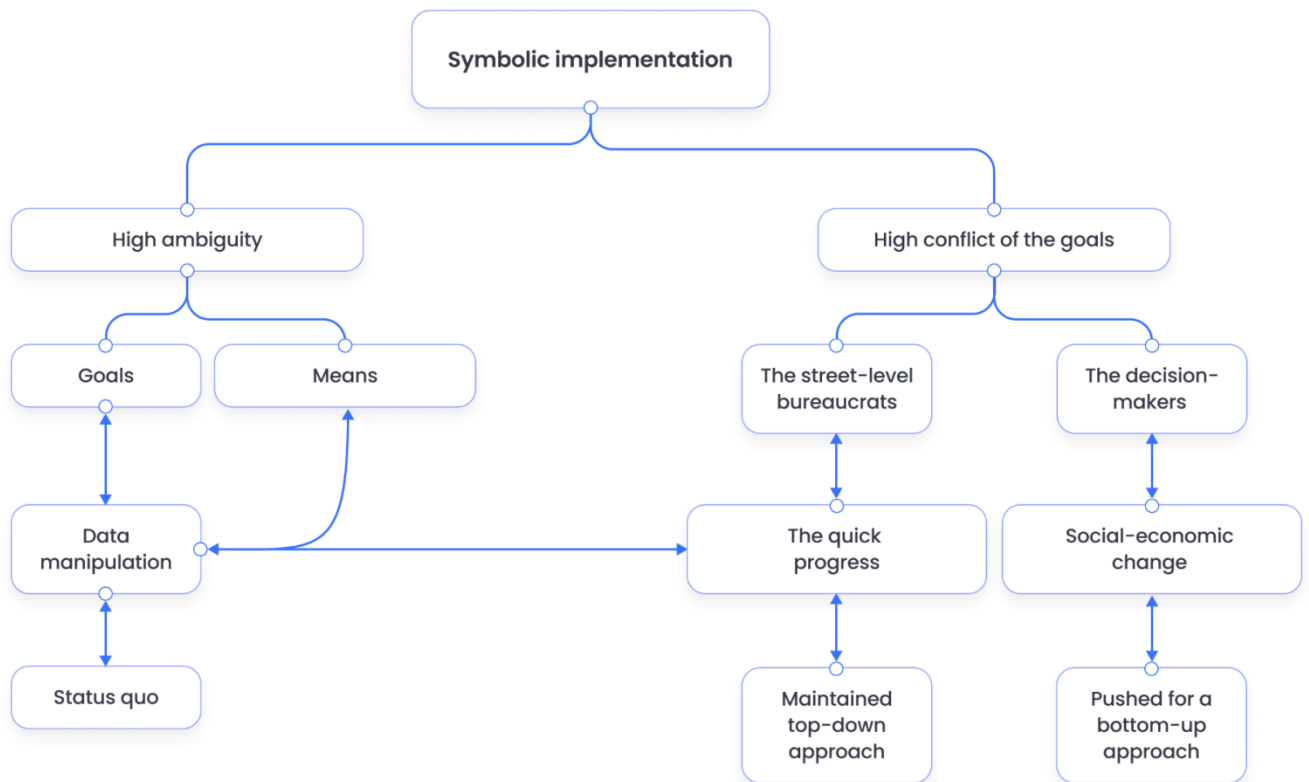 Symbolic implementation
High ambiguity
High conflict of the goals
Goals
Means
The street-level
bureaucrats
The decision-
makers
Data
manipulation
The quick
progress
Social-economic
change
Status quo
Maintained
top-down
approach
Pushed for a
bottom-up
approach